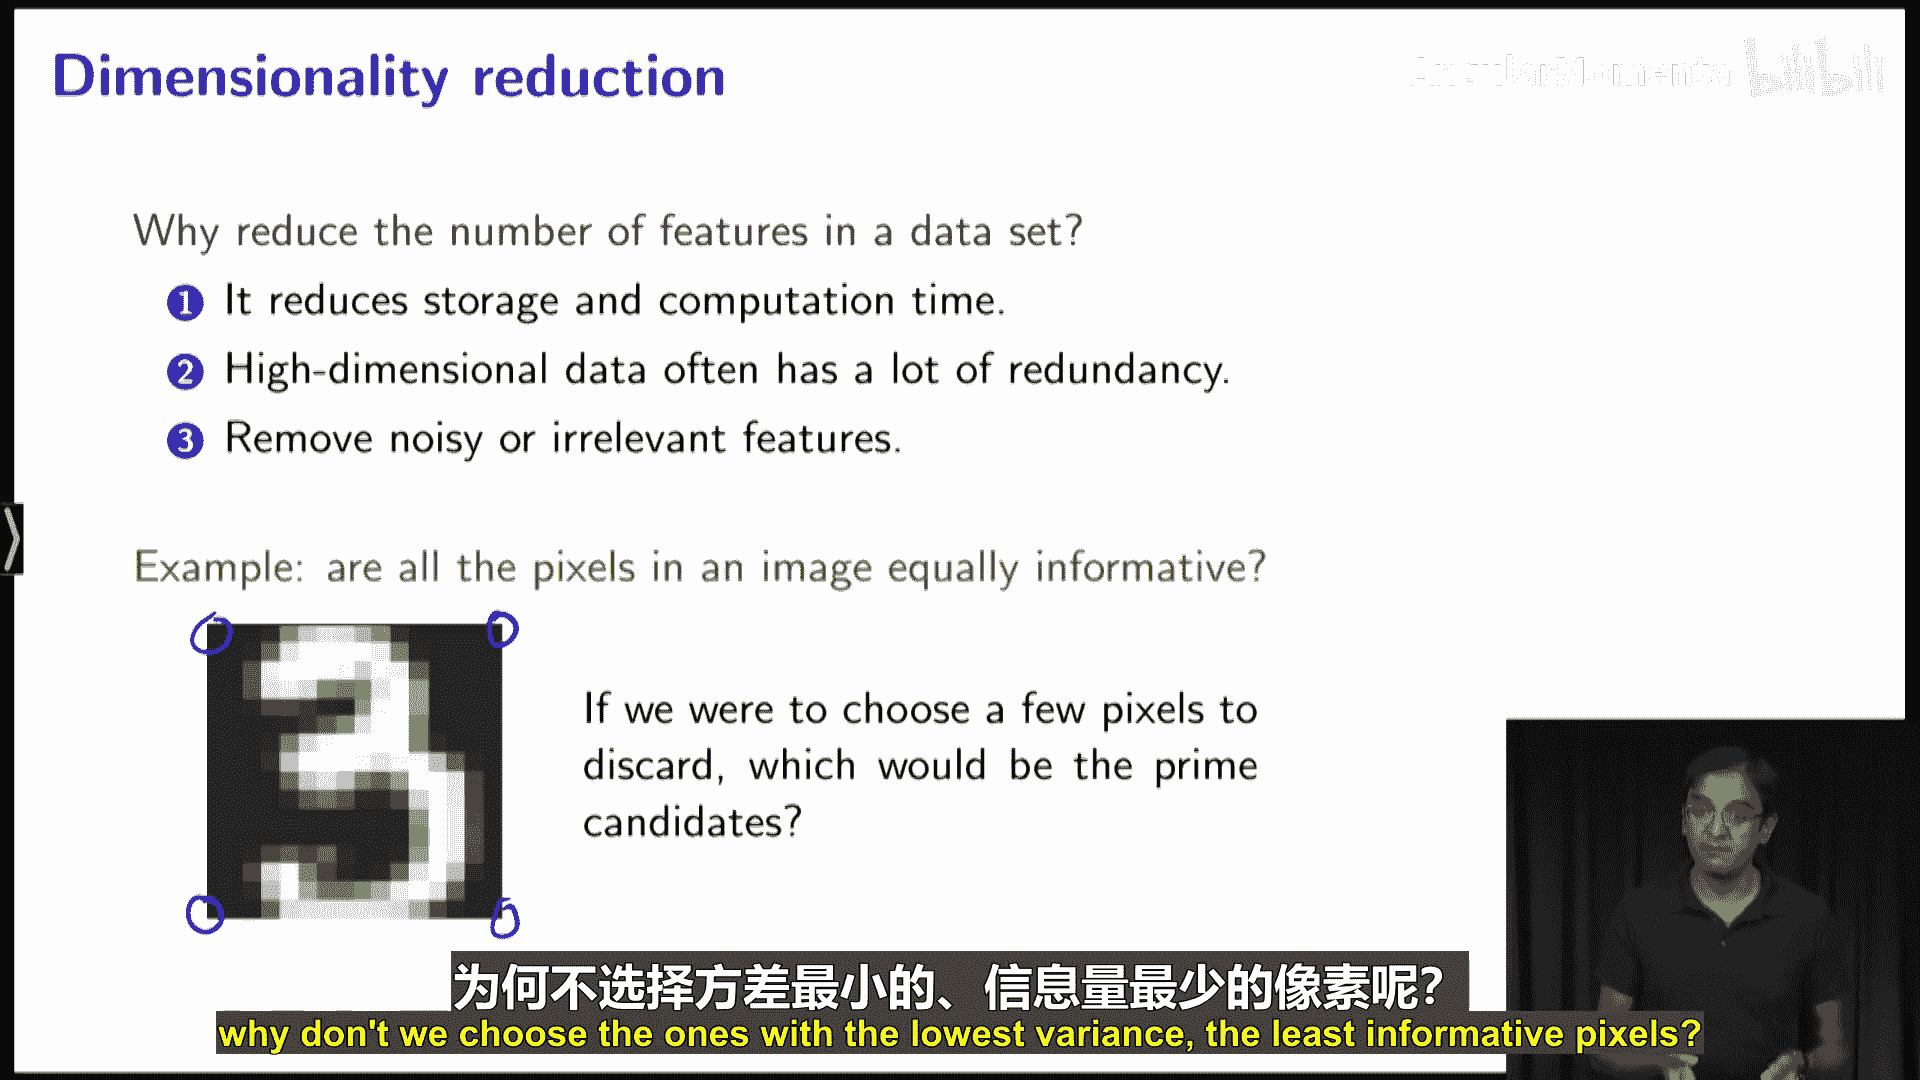 Dimensionality reduction
bilibili
Why reduce the number of features in a data set?
1 It reduces storage and computation time.
2 High-dimensional data often has a lot of redundancy.
3 Remove noisy or irrelevant features.
Example: are all the pixels in an image equally informative?
If we were to choose a few pixels to
discard, which would be the prime
candidates?
为何不选择方差最小的、信息量最少的像素呢?
why don't we choose the ones with the lowest variance, the least informative pixels?